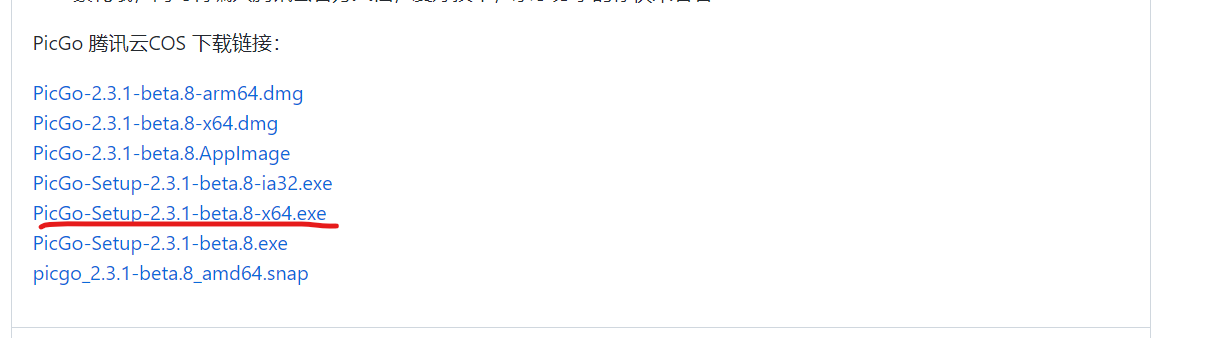 PicGo 腾讯云COS 下载链接：
PicGo-2.3.1-beta.8-arm64.dmg
PicGo-2.3.1-beta.8-x64.dmg
PicGo-2.3.1-beta.8.AppImage
PicGo-Setup-2.3.1-beta.8-ia32.exe
PicGo-Setup-2.3.1-beta.8-x64.exe
PicGo-Setup-2.3.1-beta.8.exe
picgo_2.3.1-beta.8_amd64.snap